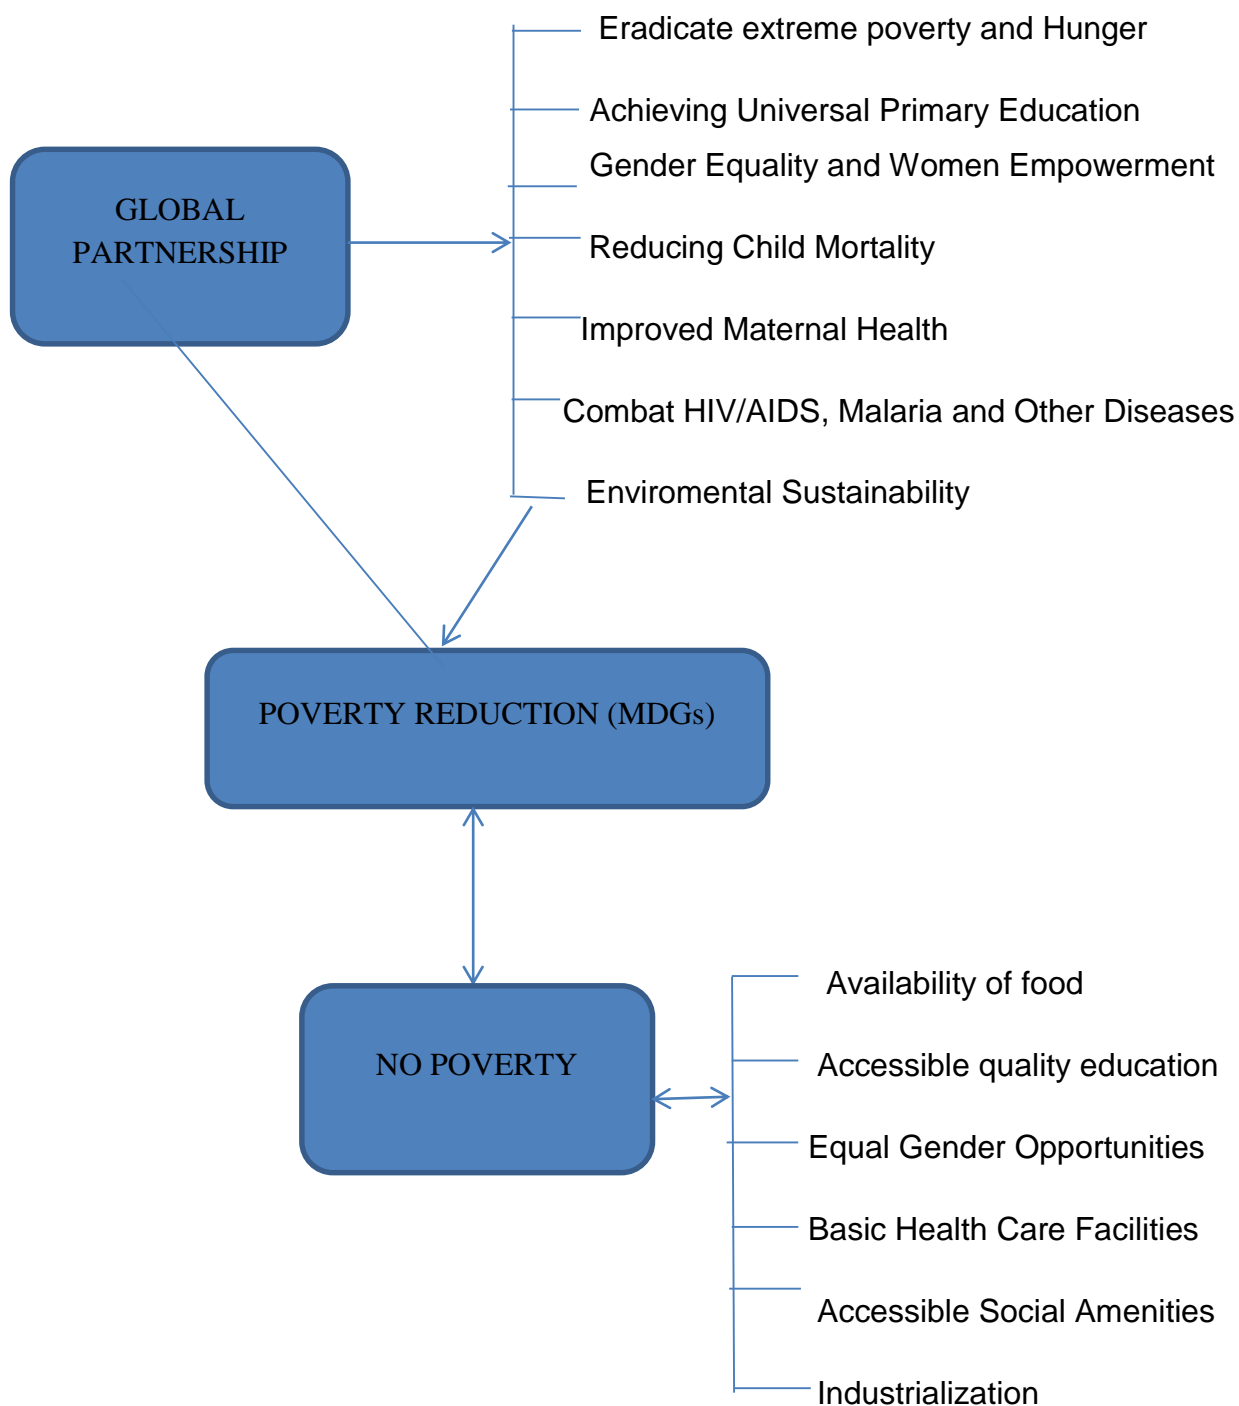 Eradicate extreme poverty and Hunger
Achieving Universal Primary Education
Gender Equality and Women Empowerment
GLOBAL
PARTNERSHIP
Reducing Child Mortality
Improved Maternal Health
Combat HIV/AIDS, Malaria and Other Diseases
Enviromental Sustainability
POVERTY REDUCTION (MDGs)
NO POVERTY
Availability of food
Accessible quality education
Equal Gender Opportunities
Basic Health Care Facilities
Accessible Social Amenities
Industrialization